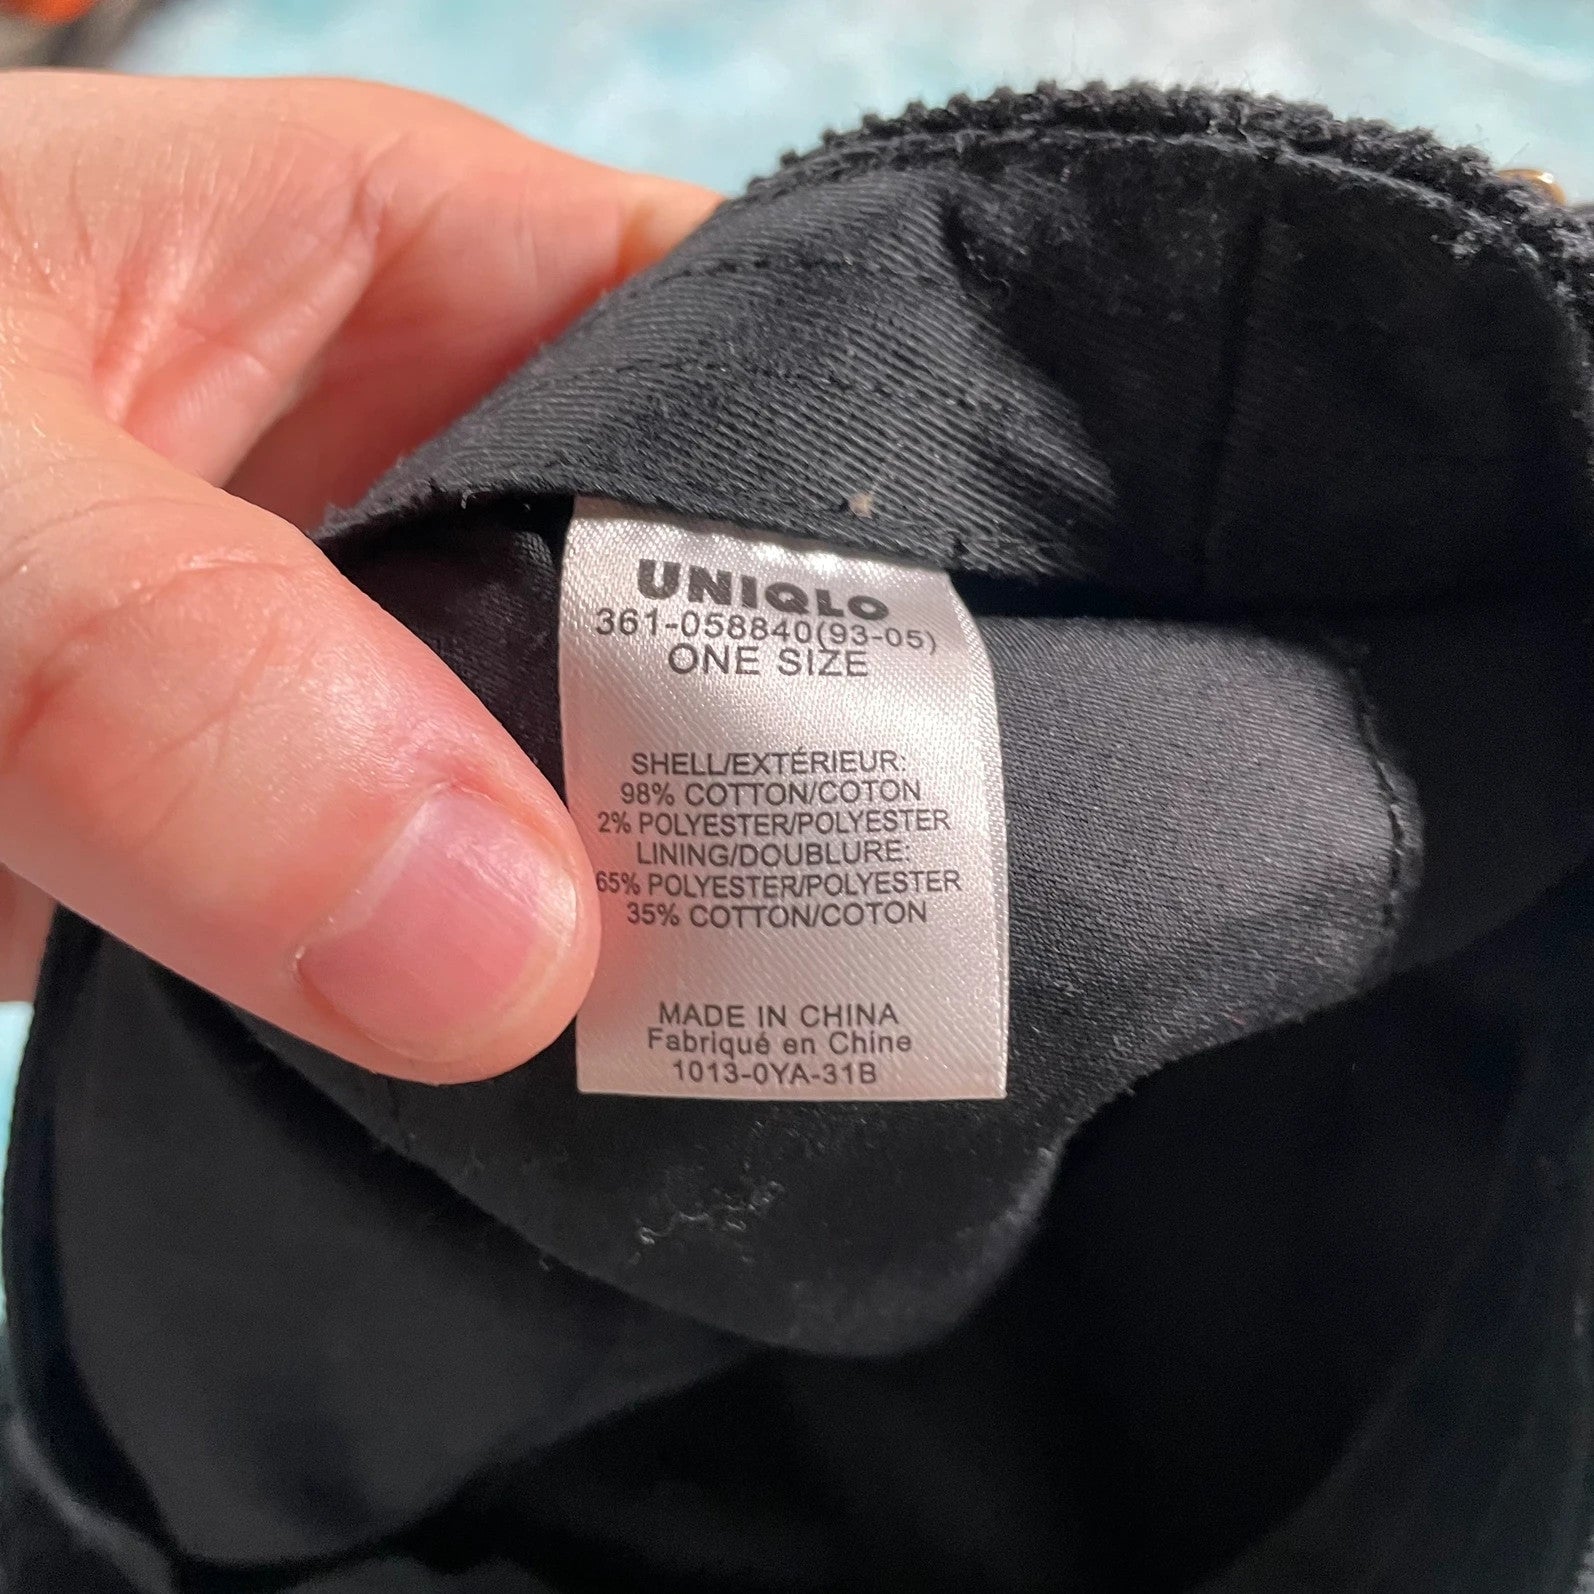 UNIQLO
361-058840(93-05)
ONE SIZE
SHELL/EXTÉRIEUR:
98% COTTON/COTON
2% POLYESTER/POLYESTER
LINING/DOUBLURE:
65% POLYESTER/POLYESTER
35% COTTON/COTON
MADE IN CHINA
Fabriqué en Chine
1013-0YA-31B